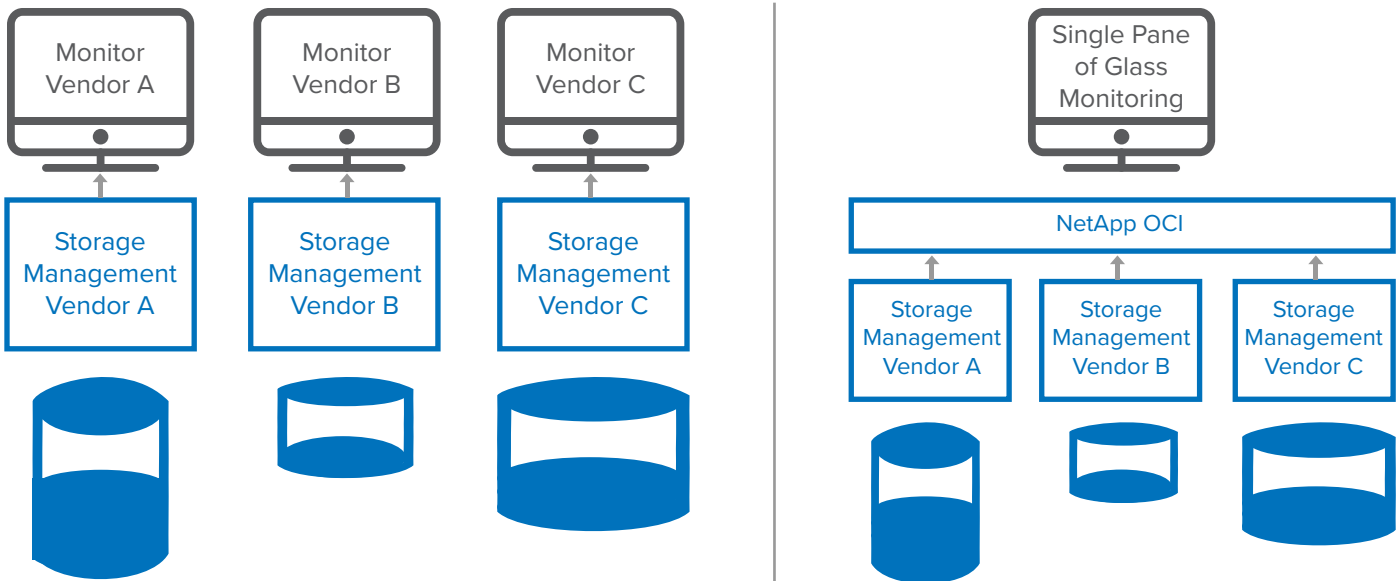 Monitor
Vendor A
Monitor
Vendor B
Monitor
Vendor C
Storage
Management
Vendor A
Storage
Management
Vendor B
Storage
Management
Vendor C
Single Pane
of Glass
Monitoring
NetApp OCI
Storage
Management
Vendor A
Storage
Management
Vendor B
Storage
Management
Vendor C